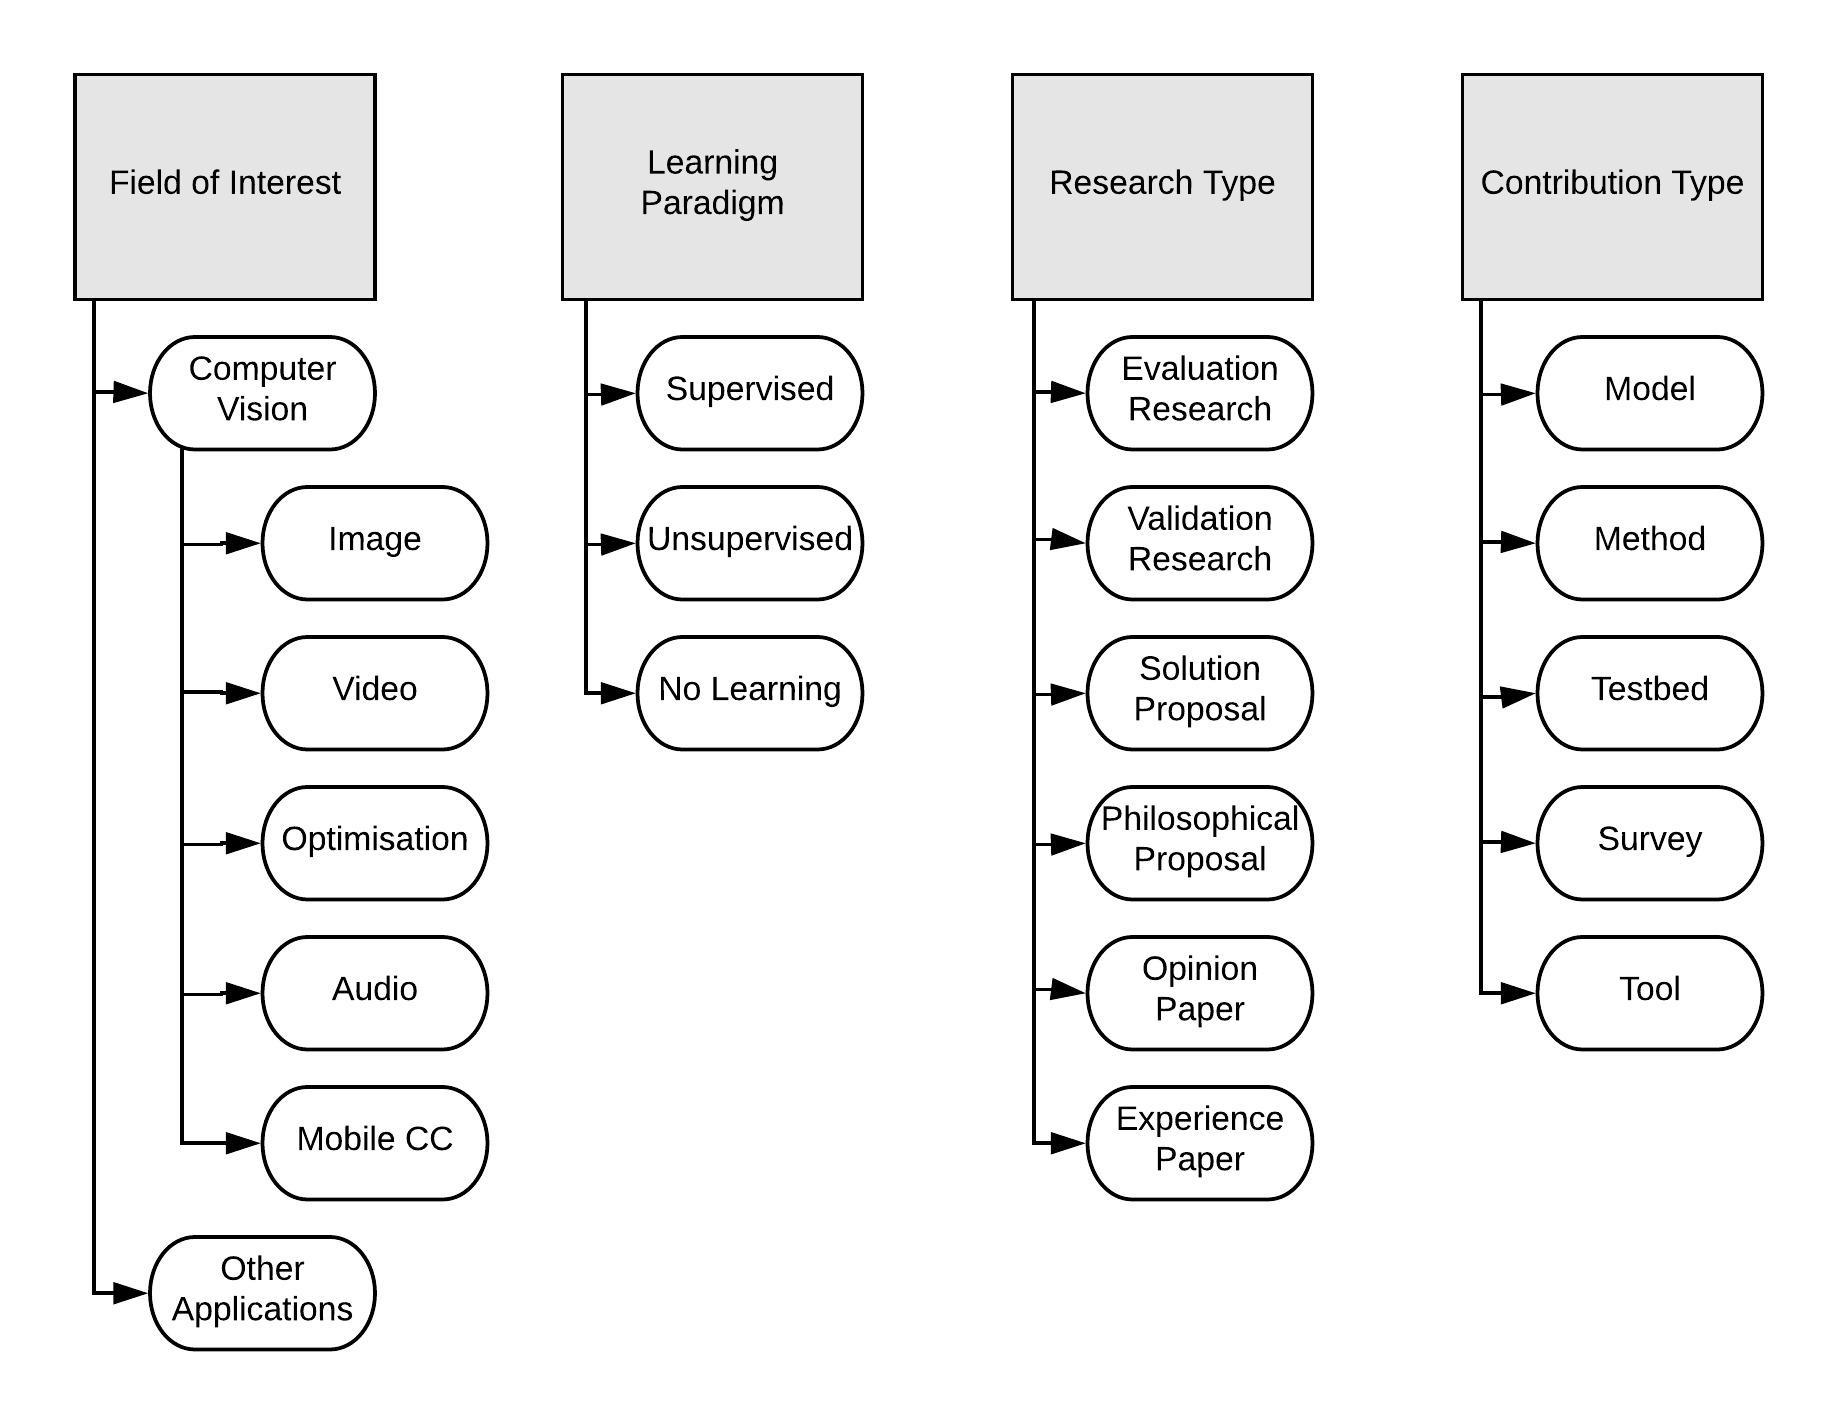 Field of Interest
Computer
Vision
Image
Video
Optimisation
Audio
Mobile CC
Other
Applications
Learning
Paradigm
Supervised
Unsupervised
No Learning
Research Type
Evaluation
Research
Validation
Research
Solution
Proposal
Philosophical
Proposal
Opinion
Paper
Experience
Paper
Contribution Type
Model
Method
Testbed
Survey
Tool